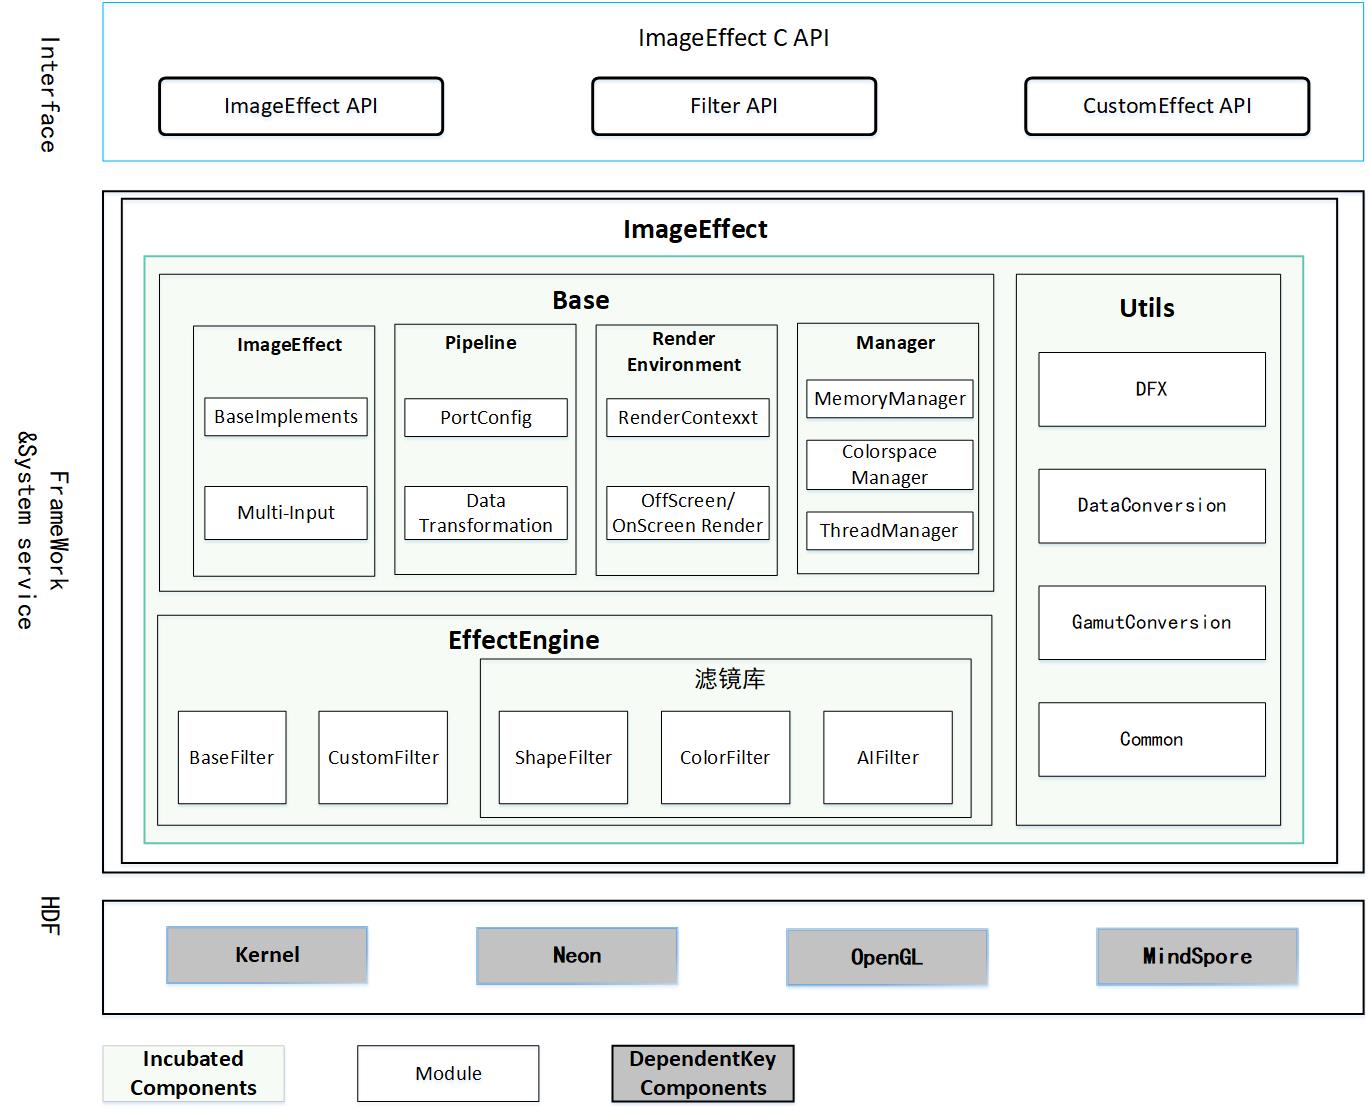 Interface
ImageEffect C API
ImageEffect API
Filter API
CustomEffect API
FrameWork
&System service
ImageEffect
Base
ImageEffect
BaseImplements
Multi-Input
Pipeline
PortConfig
Data
Transformation
Render
Environment
RenderContexxt
OffScreen/
OnScreen Render
Manager
MemoryManager
Colorspace
Manager
ThreadManager
Utils
DFX
DataConversion
GamutConversion
Common
EffectEngine
BaseFilter
CustomFilter
滤镜库
ShapeFilter
ColorFilter
AIFilter
HDF
Kernel
Neon
OpenGL
MindSpore
Incubated
Components
Module
DependentKey
Components